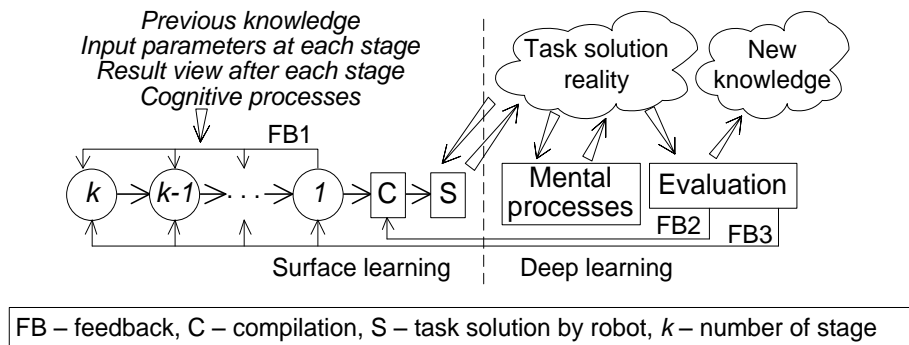 Previous knowledge
Input parameters at each stage
Result view after each stage
Cognitive processes
Task solution
reality
New
knowledge
FB1
k
k-1
. . .
1
C
S
Mental
processes
Evaluation
FB2
FB3
Surface learning
Deep learning
FB – feedback, C – compilation, S – task solution by robot, k – number of stage